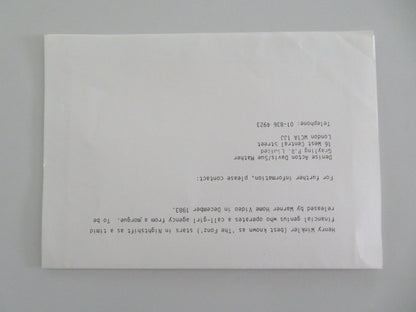 Henry Winkler (best known as 'The Fonz') stars in Nightshift as a timid
financial genius who operates a call-girl agency from a morgue. To be
released by Warner Home Video in December 1983.
For further information, please contact:
Denise Acton Davis/Sue Mather
Grayling P.R. Limited
16 West Central Street
London WC1A 1JJ
Telephone: 01-836 4923